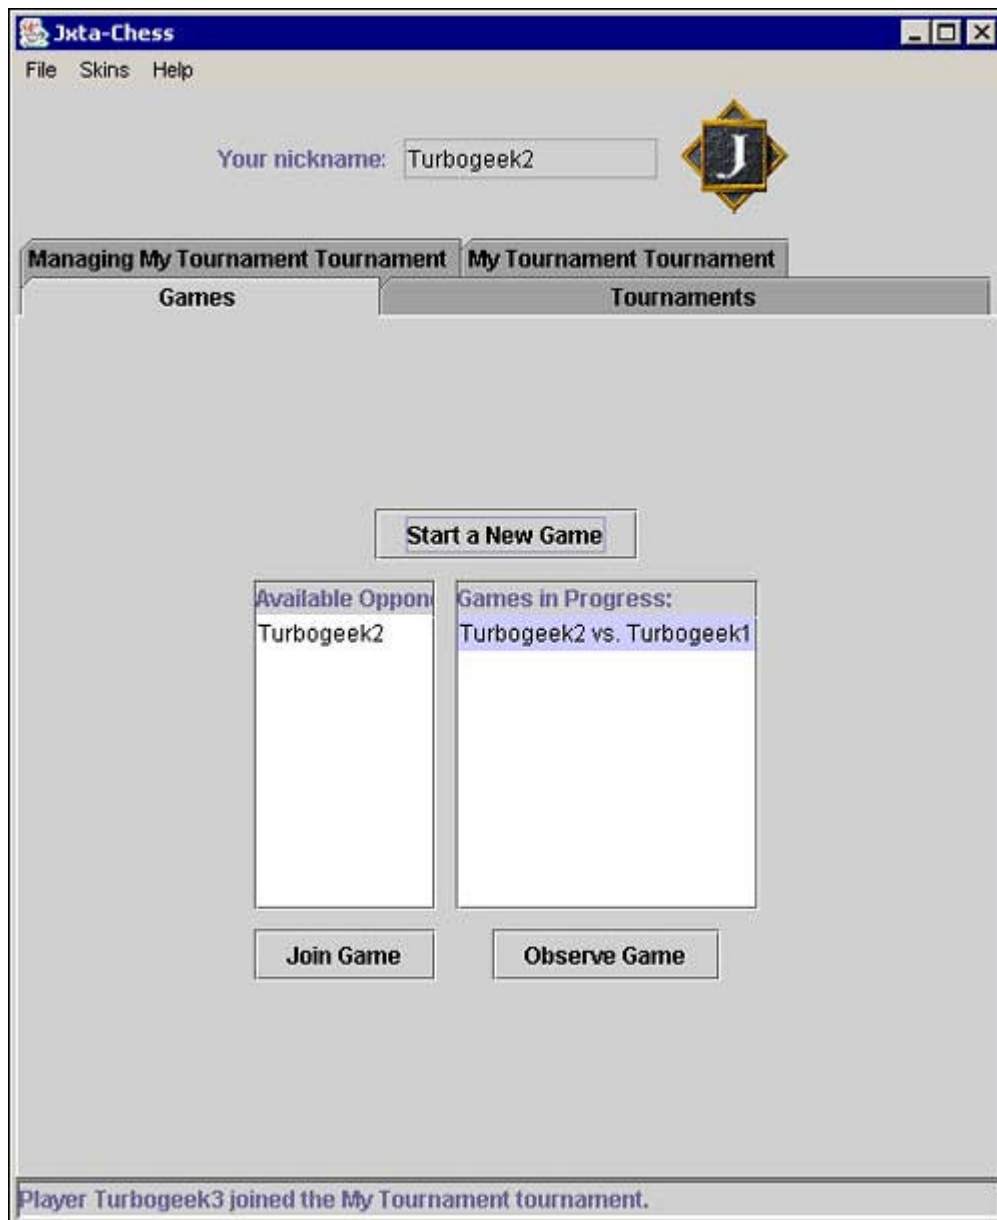 Jxta-Chess
File Skins Help
Your nickname: Turbogeek2
J
Managing My Tournament Tournament My Tournament Tournament
Games Tournaments
Start a New Game
Available Oppon Games in Progress:
Turbogeek2 Turbogeek2 vs. Turbogeek1
Join Game Observe Game
Player Turbogeek3 joined the My Tournament tournament.